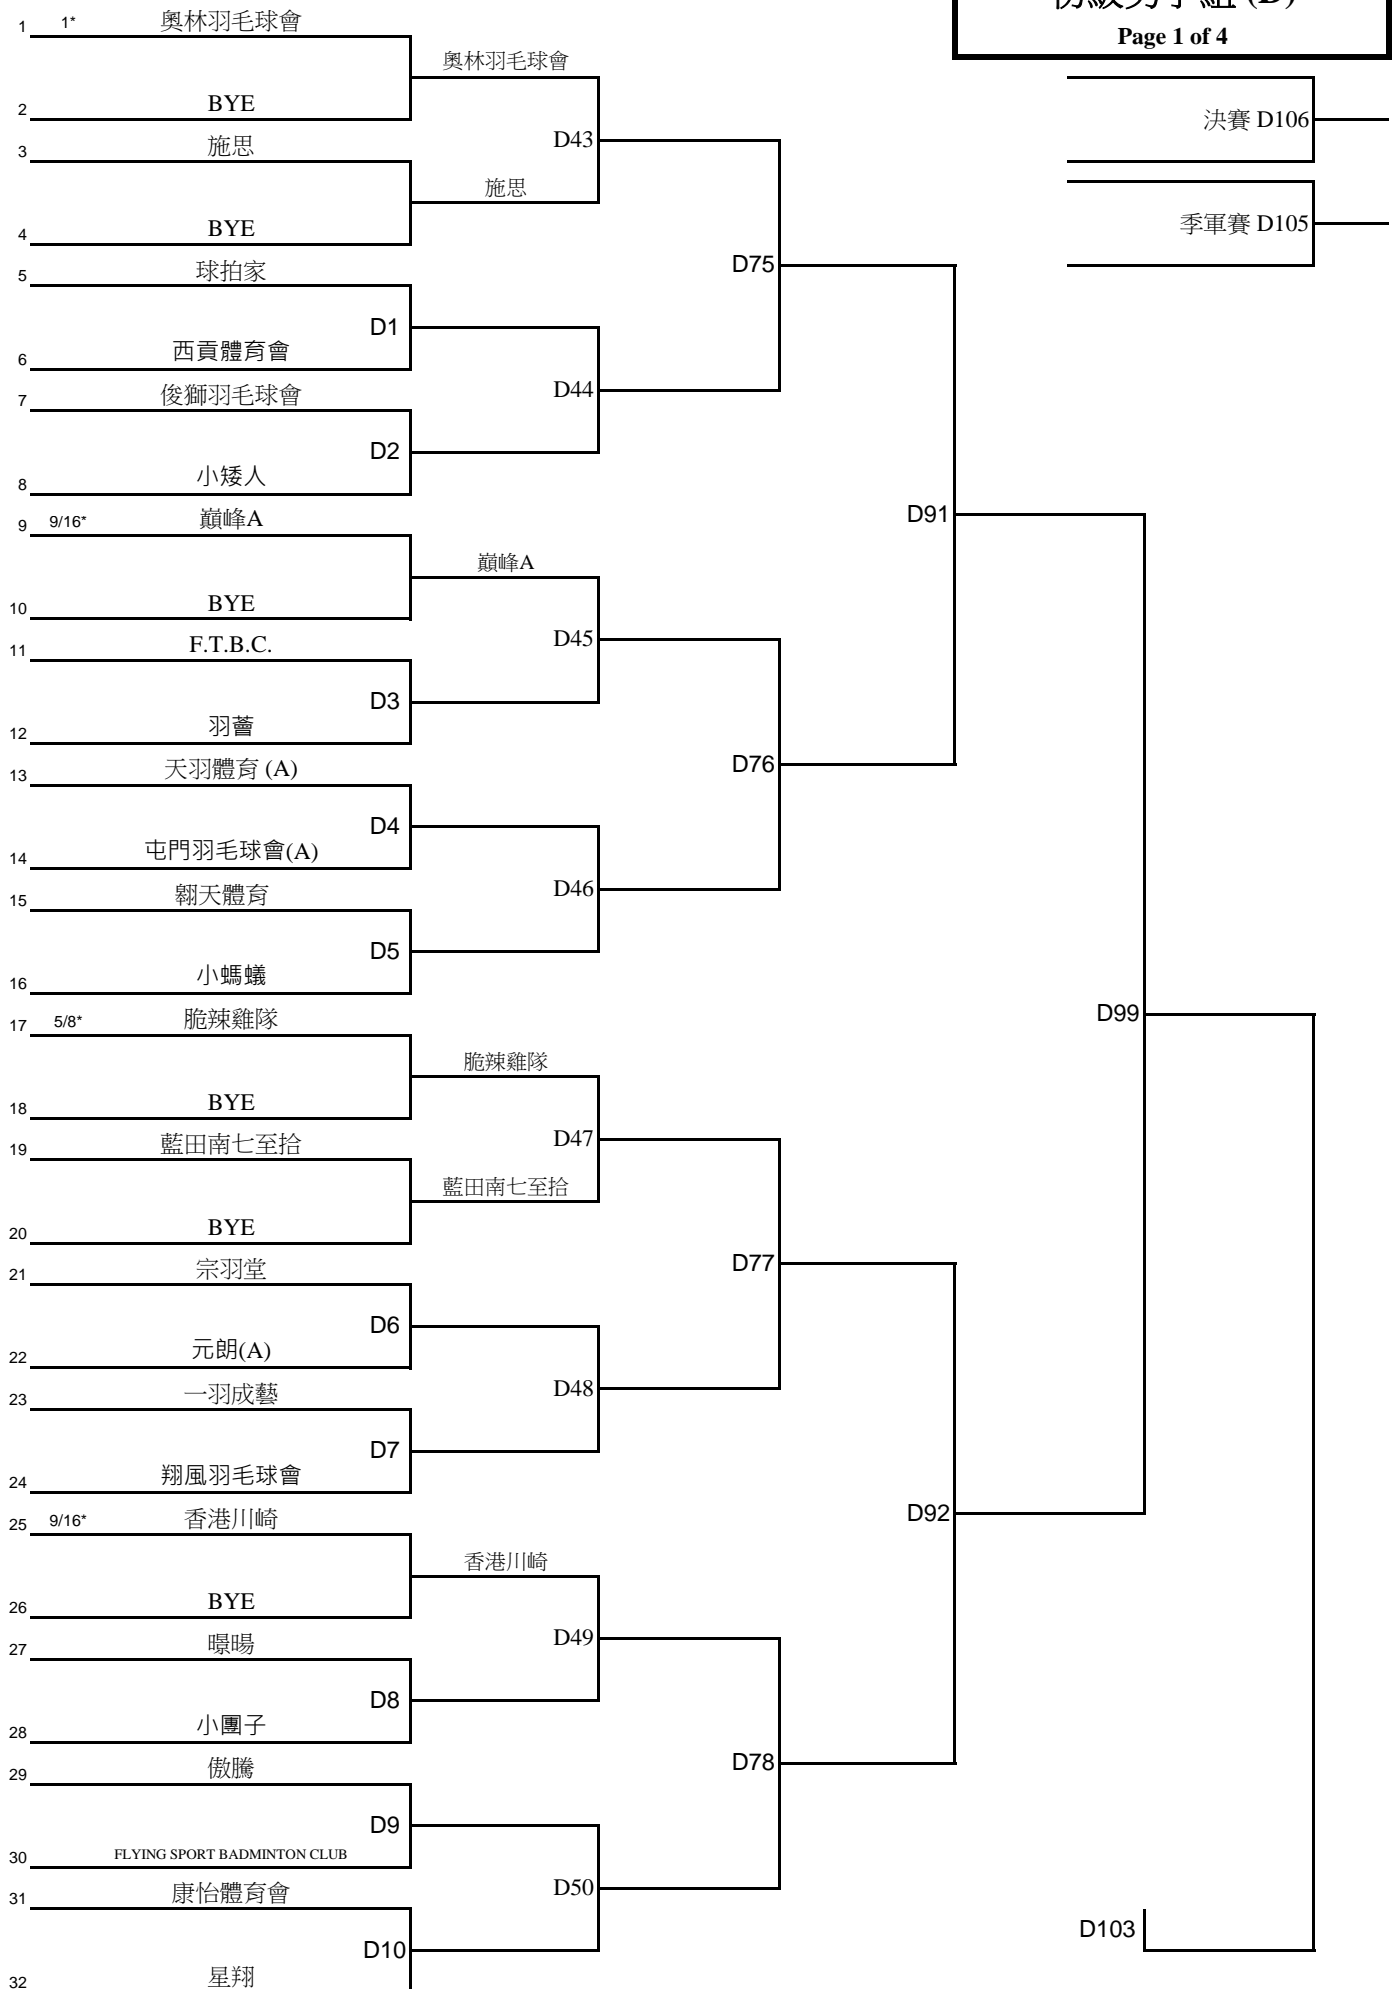 初級男子組 (D)
Page 1 of 4
1 1* 奧林羽毛球會
奧林羽毛球會
2 BYE
決賽 D106
3 施思
D43
施思
4 BYE
季軍賽 D105
5 球拍家
D75
D1
6 西貢體育會
7 俊獅羽毛球會
D44
D2
8 小矮人
9 9/16* 巔峰A
D91
巔峰A
10 BYE
11 F.T.B.C.
D45
D3
12 羽薈
13 天羽體育 (A)
D76
D4
14 屯門羽毛球會(A)
15 翱天體育
D46
D5
16 小螞蟻
17 5/8* 脆辣雞隊
D99
脆辣雞隊
18 BYE
19 藍田南七至拾
D47
藍田南七至拾
20 BYE
21 宗羽堂
D77
D6
22 元朗(A)
23 一羽成藝
D48
D7
24 翔風羽毛球會
25 9/16* 香港川崎
D92
香港川崎
26 BYE
27 暻暘
D49
D8
28 小團子
29 傲騰
D78
D9
30 FLYING SPORT BADMINTON CLUB
31 康怡體育會
D50
D103
D10
32 星翔